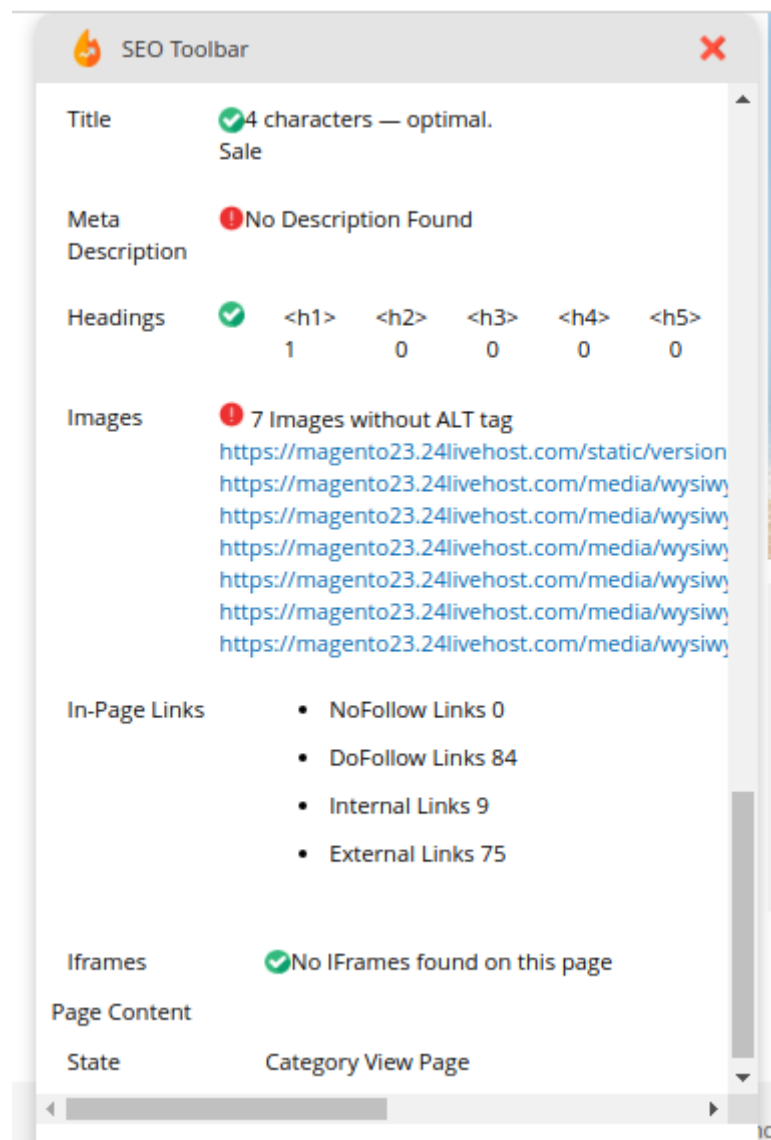 SEO Toolbar
Title
4 characters — optimal.
Sale
Meta Description
No Description Found
Headings
<h1> <h2> <h3> <h4> <h5>
1 0 0 0 0
Images
7 Images without ALT tag
https://magento23.24livehost.com/static/version
https://magento23.24livehost.com/media/wysiwy
https://magento23.24livehost.com/media/wysiwy
https://magento23.24livehost.com/media/wysiwy
https://magento23.24livehost.com/media/wysiwy
https://magento23.24livehost.com/media/wysiwy
https://magento23.24livehost.com/media/wysiwy
In-Page Links
• NoFollow Links 0
• DoFollow Links 84
• Internal Links 9
• External Links 75
Iframes
No IFrames found on this page
Page Content
State
Category View Page